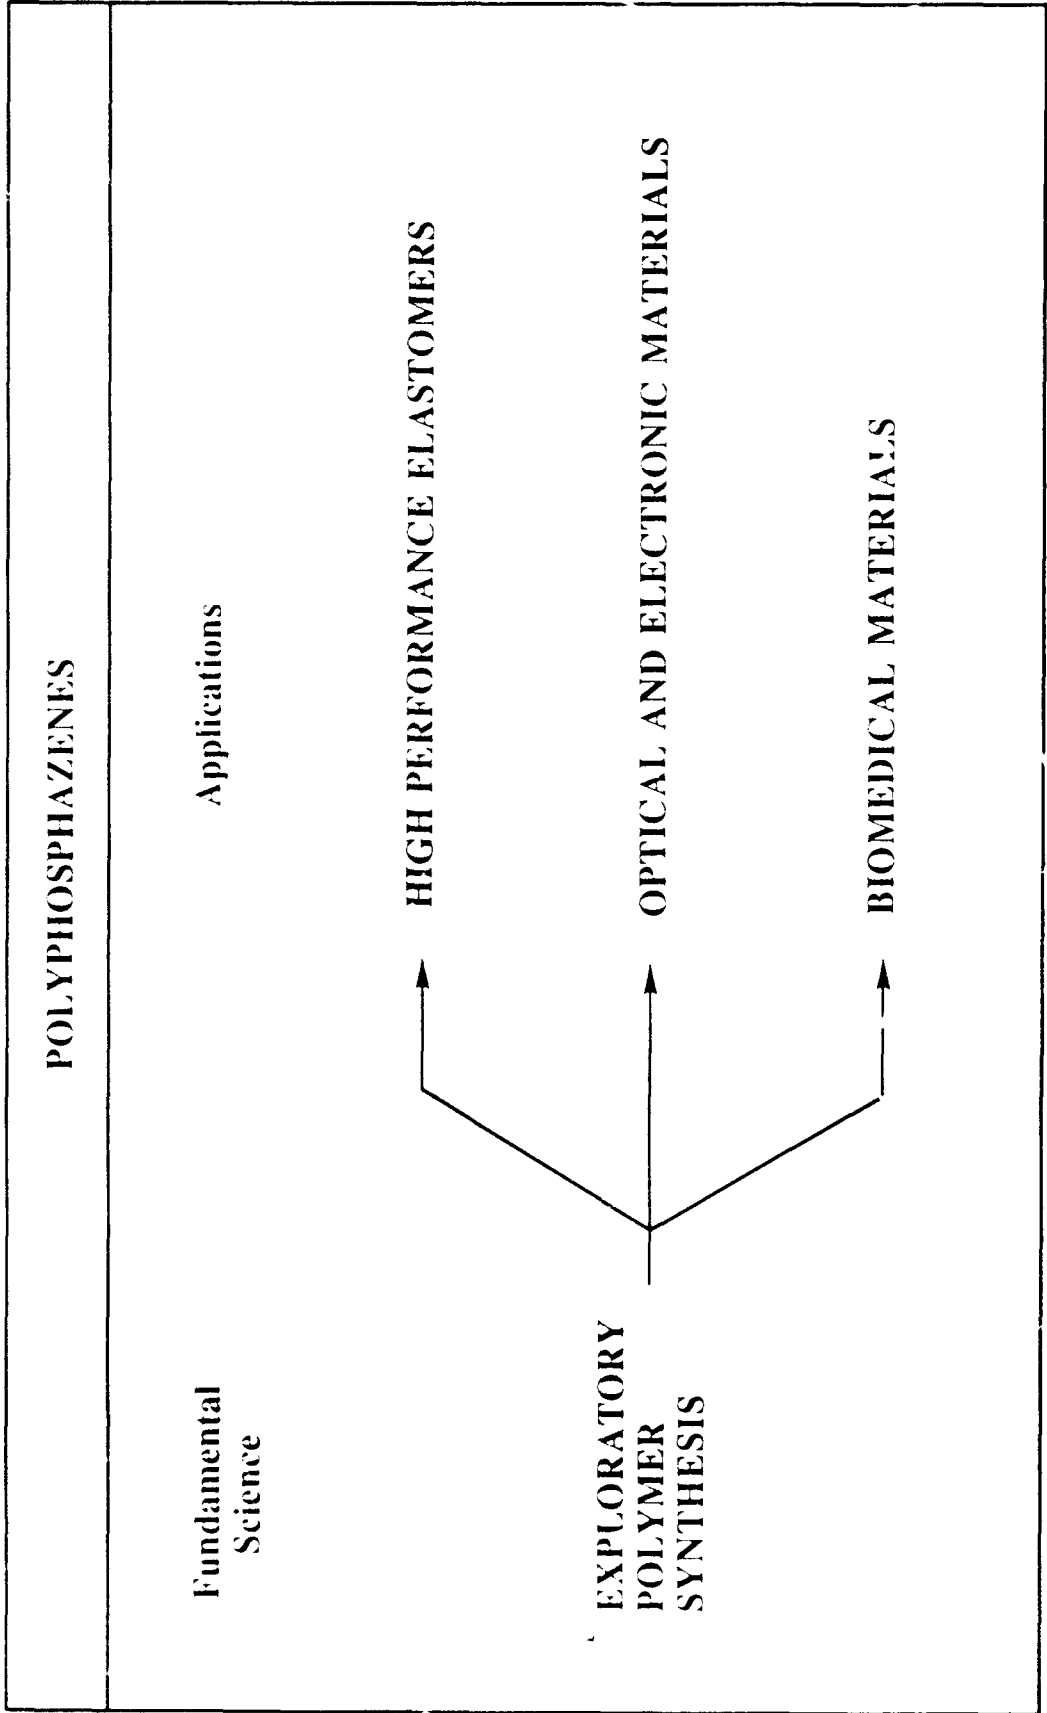 POLYPHOSPHAZENES
Fundamental
Science
Applications
EXPLORATORY
POLYMER
SYNTHESIS
HIGH PERFORMANCE ELASTOMERS
OPTICAL AND ELECTRONIC MATERIALS
BIOMEDICAL MATERIALS